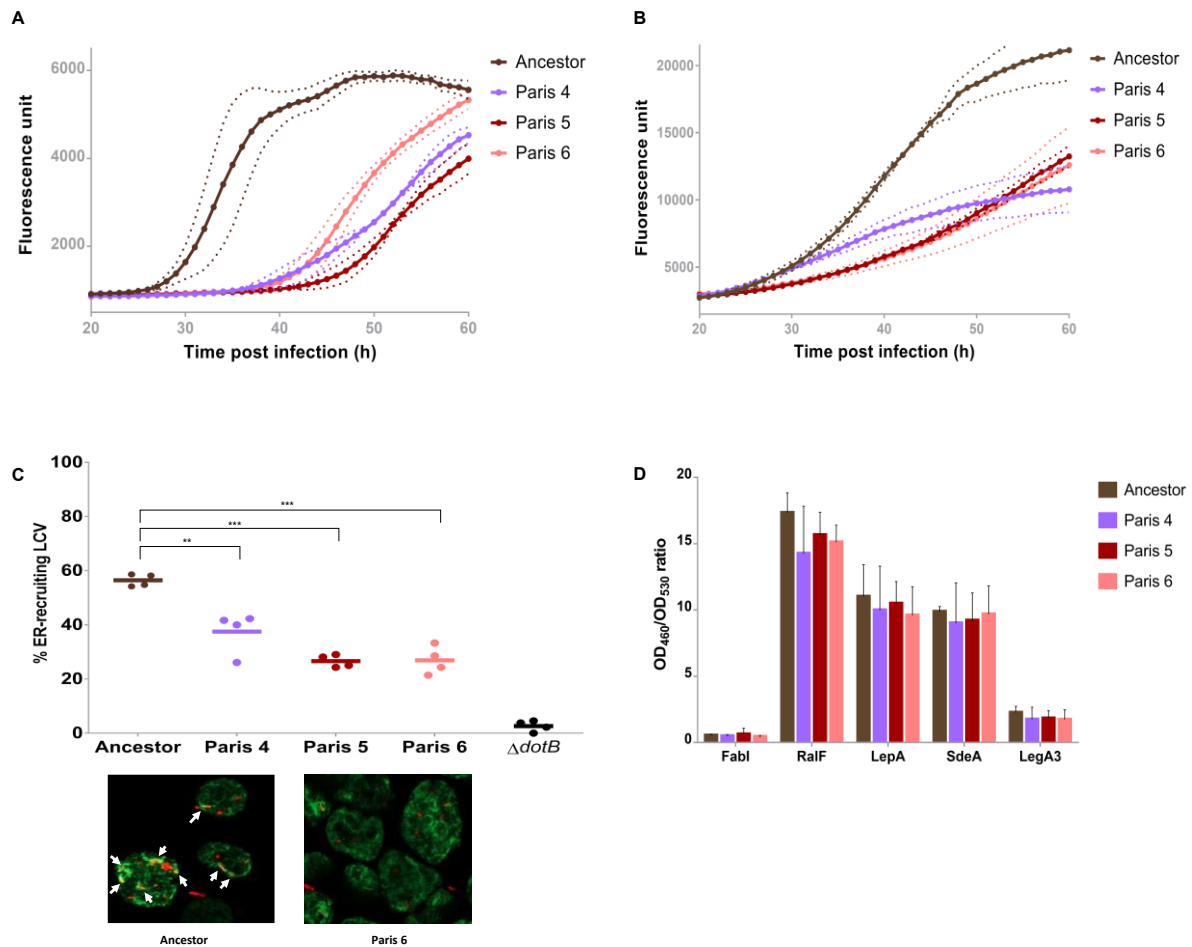 A
Fluorescence unit
6000
4000
2000
20
30
40
50
60
Time post infection (h)
Ancestor
Paris 4
Paris 5
Paris 6
B
Fluorescence unit
20000
15000
10000
5000
20
30
40
50
60
Time post infection (h)
Ancestor
Paris 4
Paris 5
Paris 6
C
% ER-recruiting LCV
100
80
60
40
20
0
***
***
**
Ancestor
Paris 4
Paris 5
Paris 6
ΔdotB
Ancestor
Paris 6
D
OD460/OD530 ratio
20
15
10
5
0
FabI
RalF
LepA
SdeA
LegA3
Ancestor
Paris 4
Paris 5
Paris 6